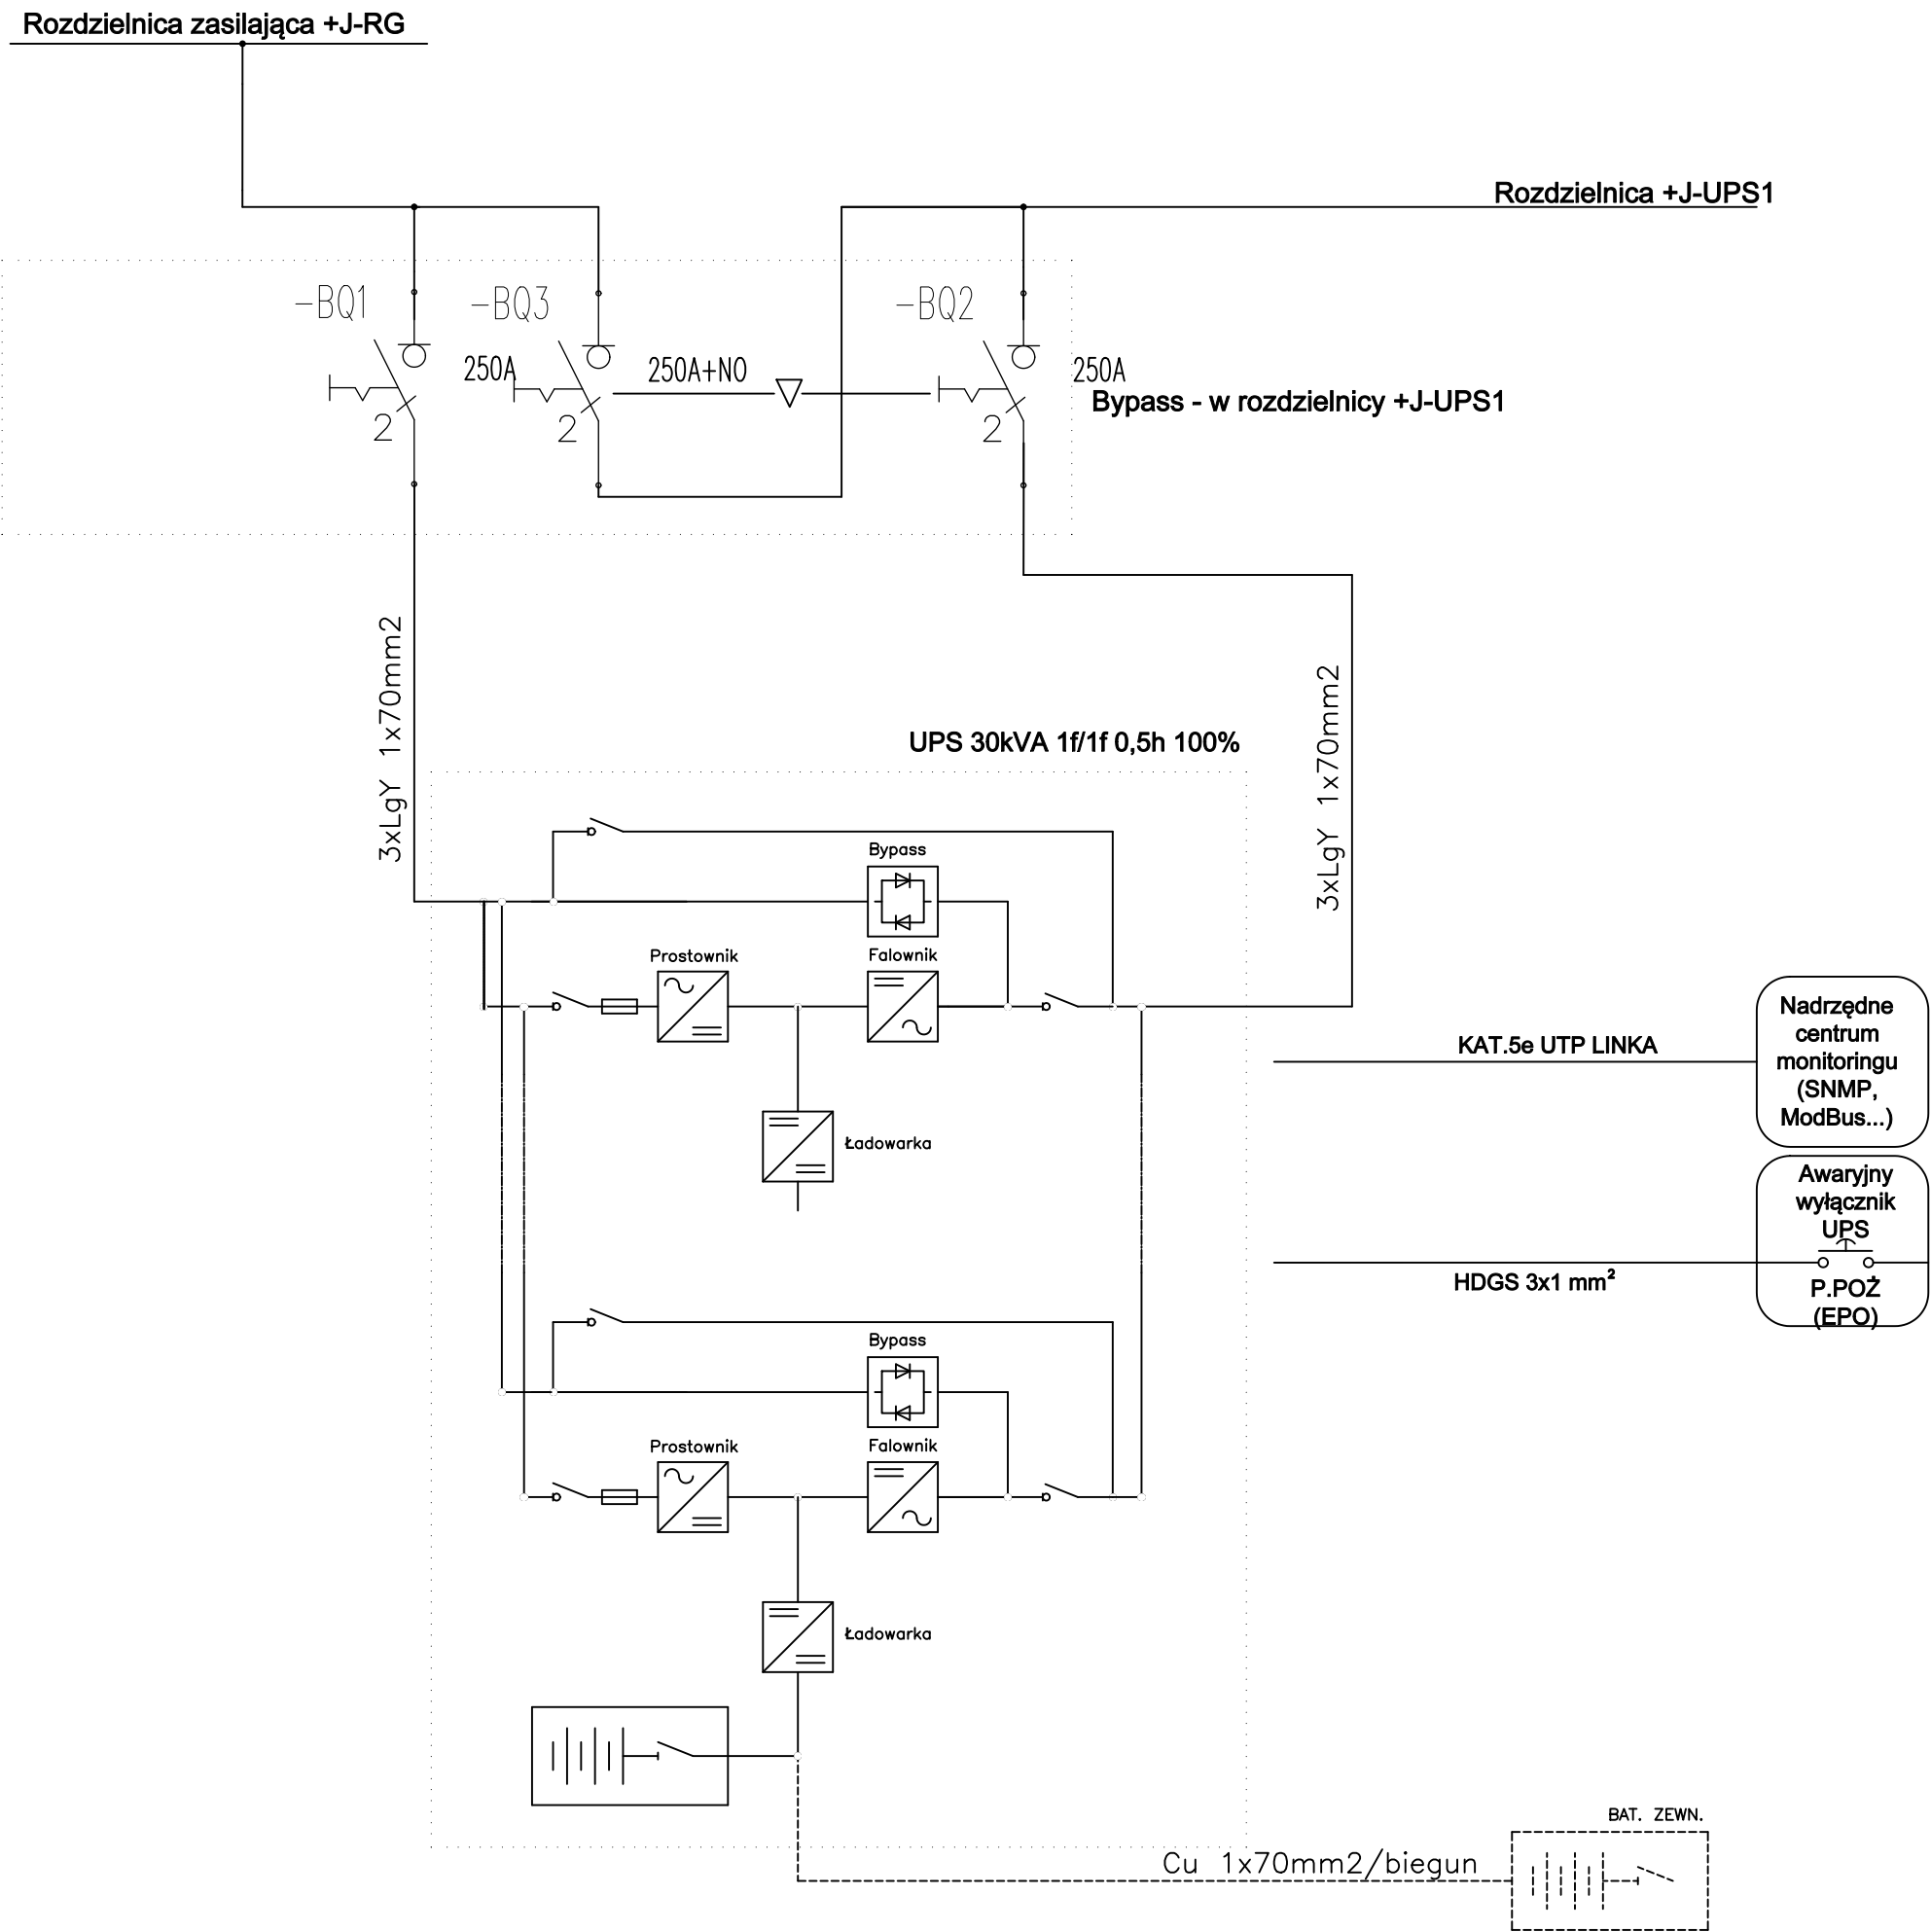 Rozdzielnica zasilająca +J-RG
Rozdzielnica +J-UPS1
-BQ1
-BQ3
-BQ2
250A
250A+NO
250A
Bypass - w rozdzielnicy +J-UPS1
2
2
2
3xLgY 1x70mm2
3xLgY 1x70mm2
UPS 30kVA 1f/1f 0,5h 100%
Bypass
Prostownik
Falownik
Ładowarka
Nadrzędne
centrum
monitoringu
(SNMP,
ModBus...)
KAT.5e UTP LINKA
Awaryjny
wyłącznik
UPS
P.POŻ
(EPO)
HDGS 3x1 mm²
Bypass
Prostownik
Falownik
Ładowarka
BAT. ZEWN.
Cu 1x70mm2/biegun